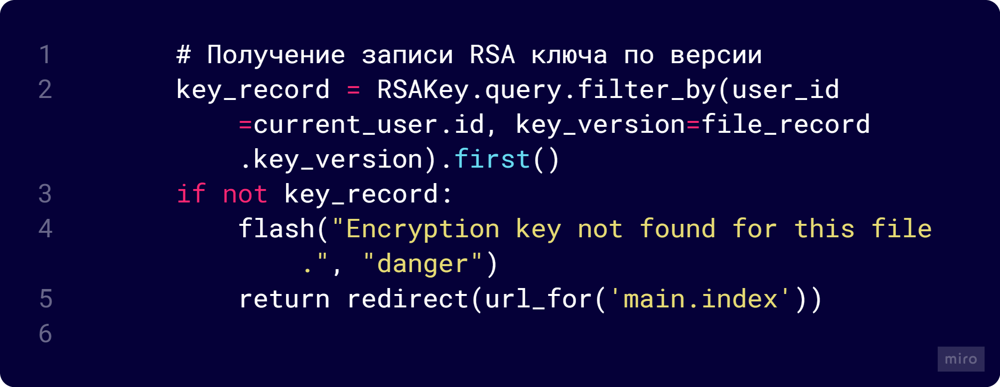 1 # Получение записи RSA ключа по версии
2 key_record = RSAKey.query.filter_by(user_id
=current_user.id, key_version=file_record
.key_version).first()
3 if not key_record:
4 flash("Encryption key not found for this file
.", "danger")
5 return redirect(url_for('main.index'))
6
miro